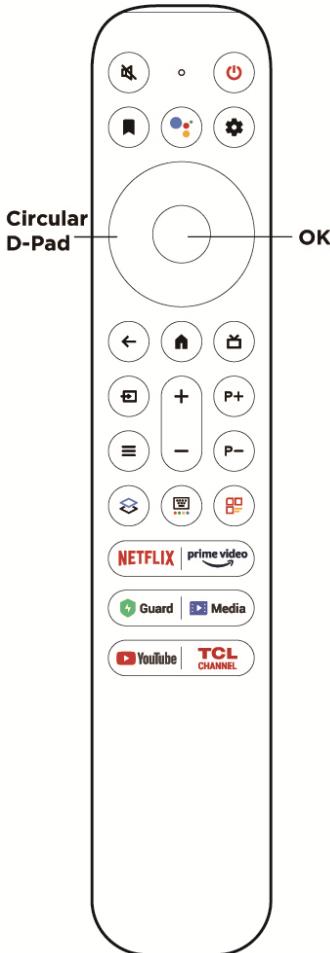 Circular
D-Pad
OK
P+
P−
NETFLIX
prime video
Guard
Media
YouTube
TCL
CHANNEL